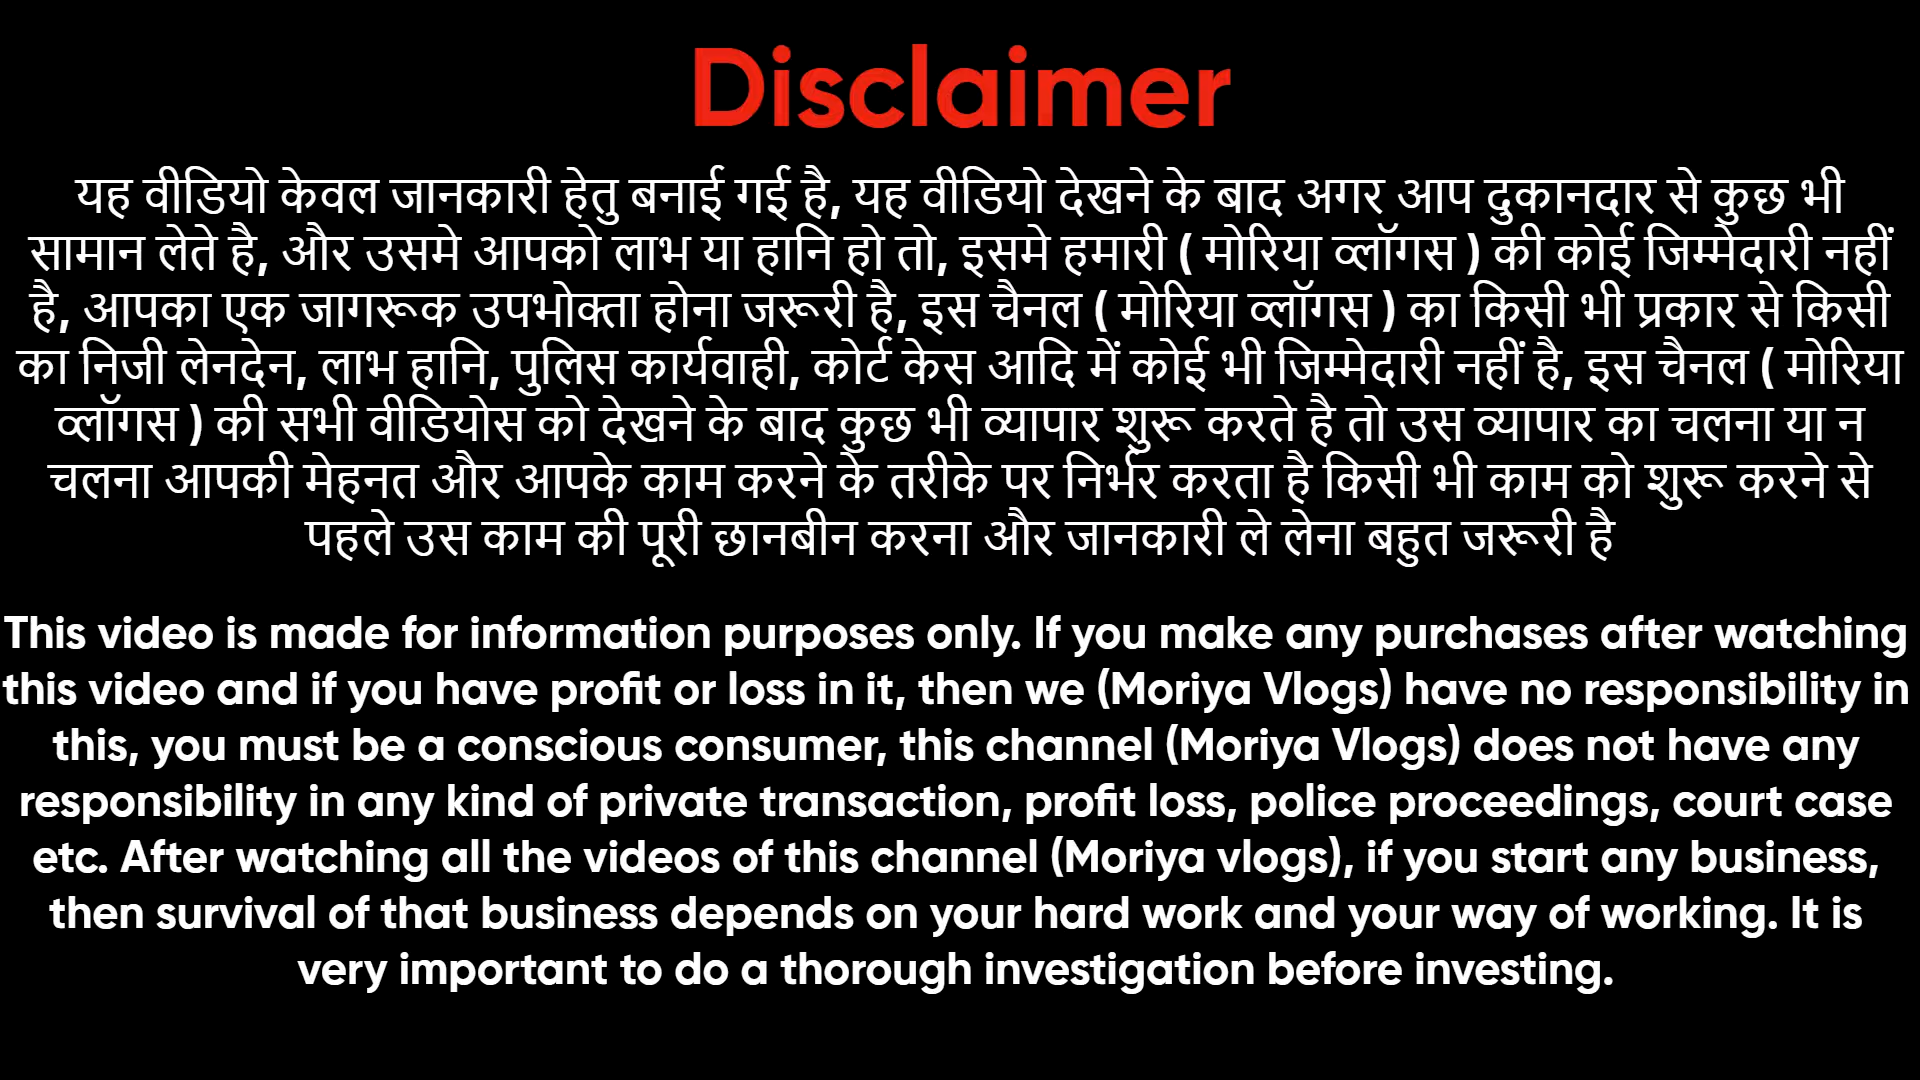 Disclaimer
यह वीडियो केवल जानकारी हेतु बनाई गई है, यह वीडियो देखने के बाद अगर आप दुकानदार से कुछ भी
सामान लेते है, और उसमे आपको लाभ या हानि हो तो, इसमे हमारी ( मोरिया व्लॉगस ) की कोई जिम्मेदारी नहीं
है, आपका एक जागरूक उपभोक्ता होना जरूरी है, इस चैनल ( मोरिया व्लॉगस ) का किसी भी प्रकार से किसी
का निजी लेनदेन, लाभ हानि, पुलिस कार्यवाही, कोर्ट केस आदि में कोई भी जिम्मेदारी नहीं है, इस चैनल ( मोरिया
व्लॉगस ) की सभी वीडियोस को देखने के बाद कुछ भी व्यापार शुरू करते है तो उस व्यापार का चलना या न
चलना आपकी मेहनत और आपके काम करने के तरीके पर निर्भर करता है किसी भी काम को शुरू करने से
पहले उस काम की पूरी छानबीन करना और जानकारी ले लेना बहुत जरूरी है
This video is made for information purposes only. If you make any purchases after watching
this video and if you have profit or loss in it, then we (Moriya Vlogs) have no responsibility in
this, you must be a conscious consumer, this channel (Moriya Vlogs) does not have any
responsibility in any kind of private transaction, profit loss, police proceedings, court case
etc. After watching all the videos of this channel (Moriya vlogs), if you start any business,
then survival of that business depends on your hard work and your way of working. It is
very important to do a thorough investigation before investing.